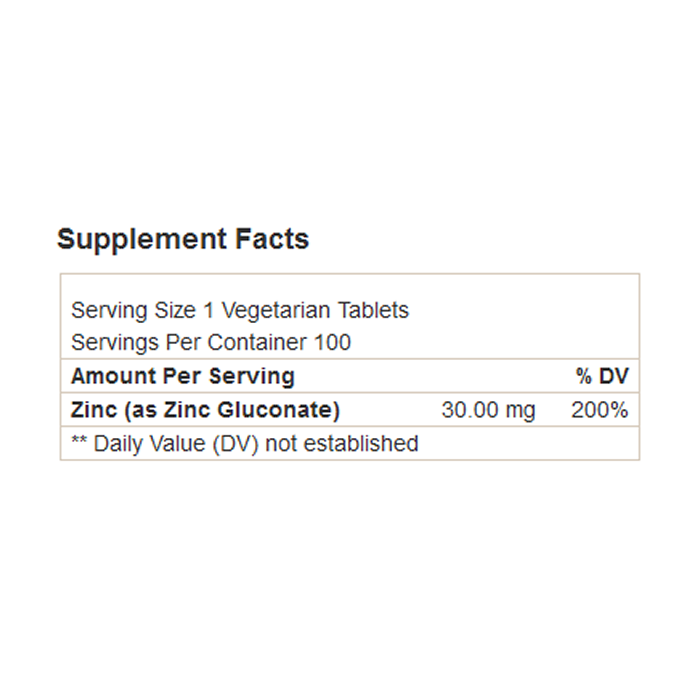 Supplement Facts
Serving Size 1 Vegetarian Tablets
Servings Per Container 100
Amount Per Serving % DV
Zinc (as Zinc Gluconate) 30.00 mg 200%
** Daily Value (DV) not established